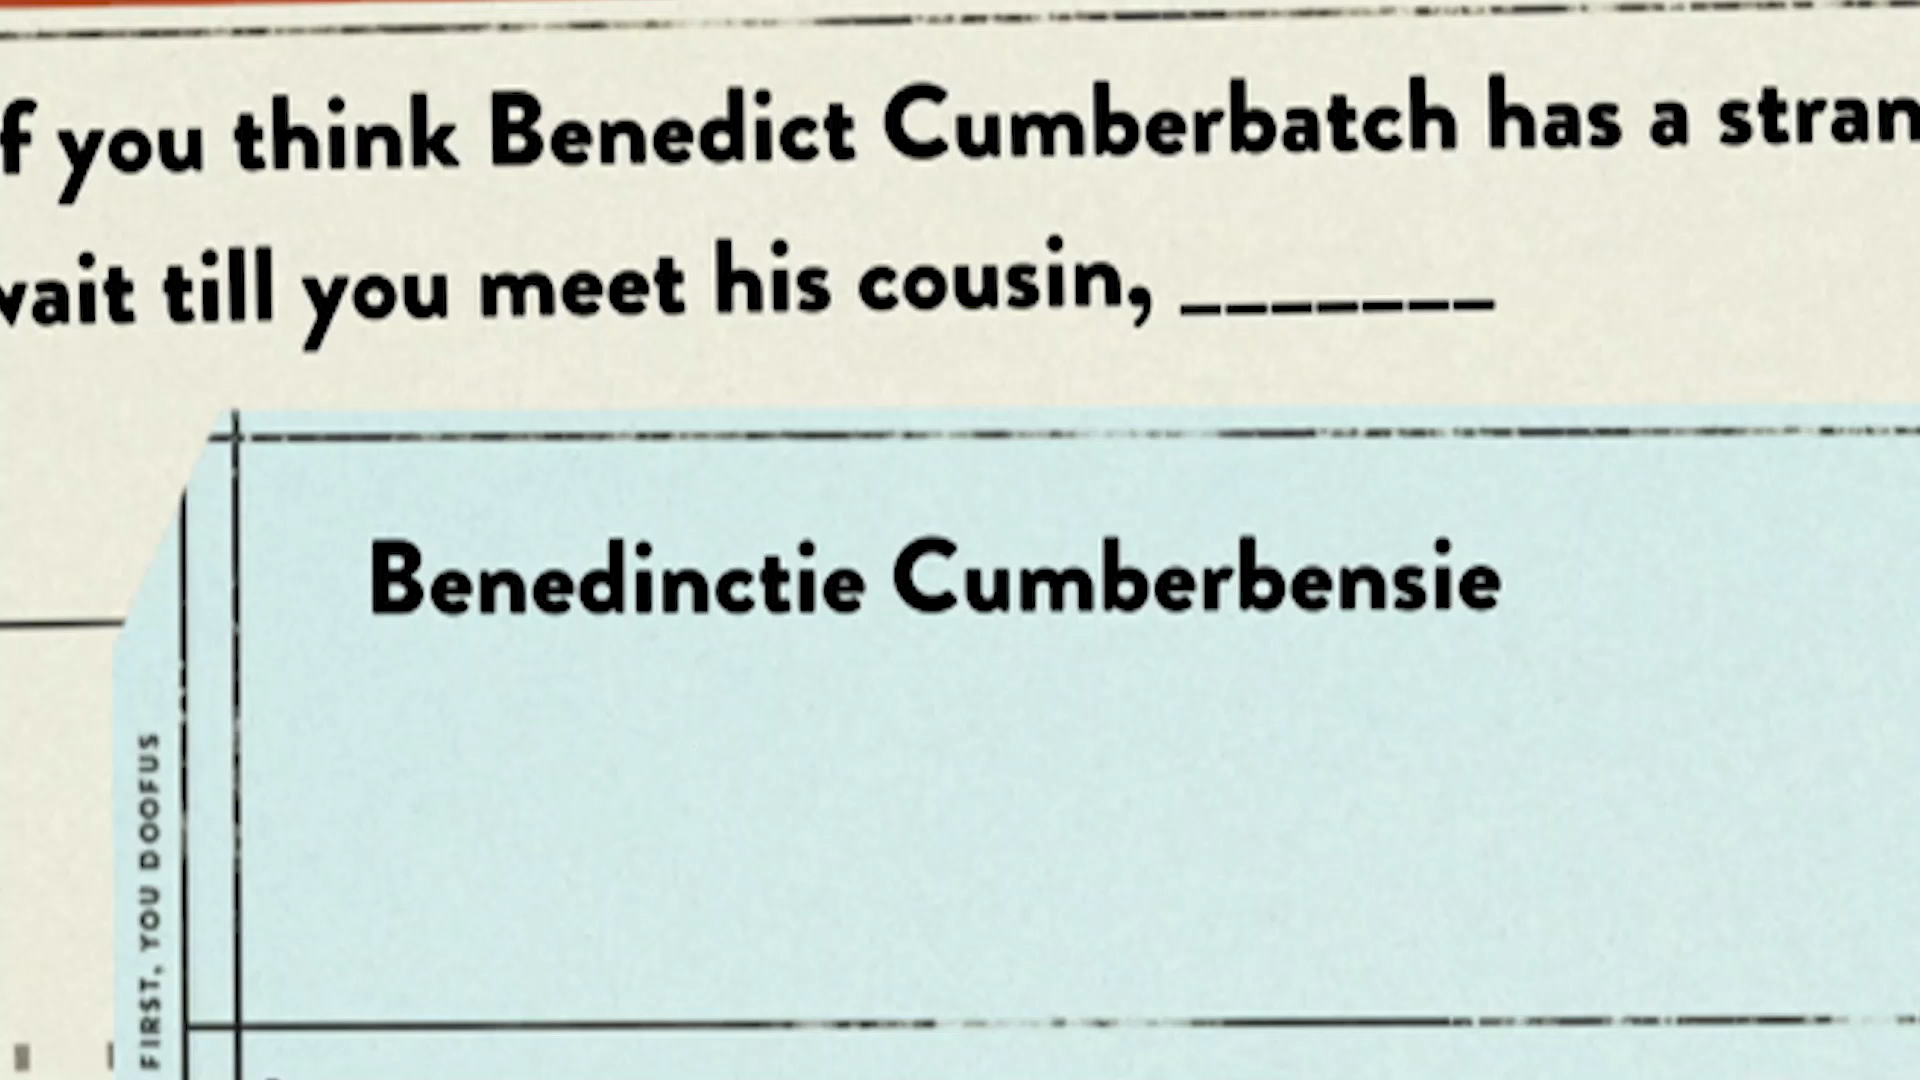 f you think Benedict Cumberbatch has a stran
vait till you meet his cousin, _______
Benedinctie Cumberbensie
FIRST, YOU DOOFUS